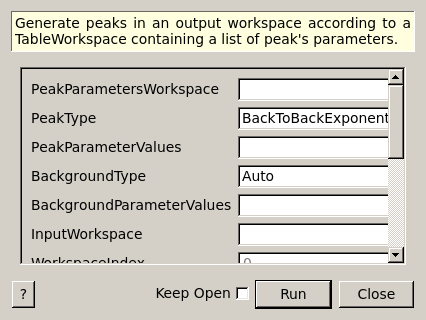 Generate peaks in an output workspace according to a
TableWorkspace containing a list of peak's parameters.
PeakParametersWorkspace
PeakType BackToBackExponent
PeakParameterValues
BackgroundType Auto
BackgroundParameterValues
InputWorkspace
WorkspaceIndex 0
? Keep Open Run Close